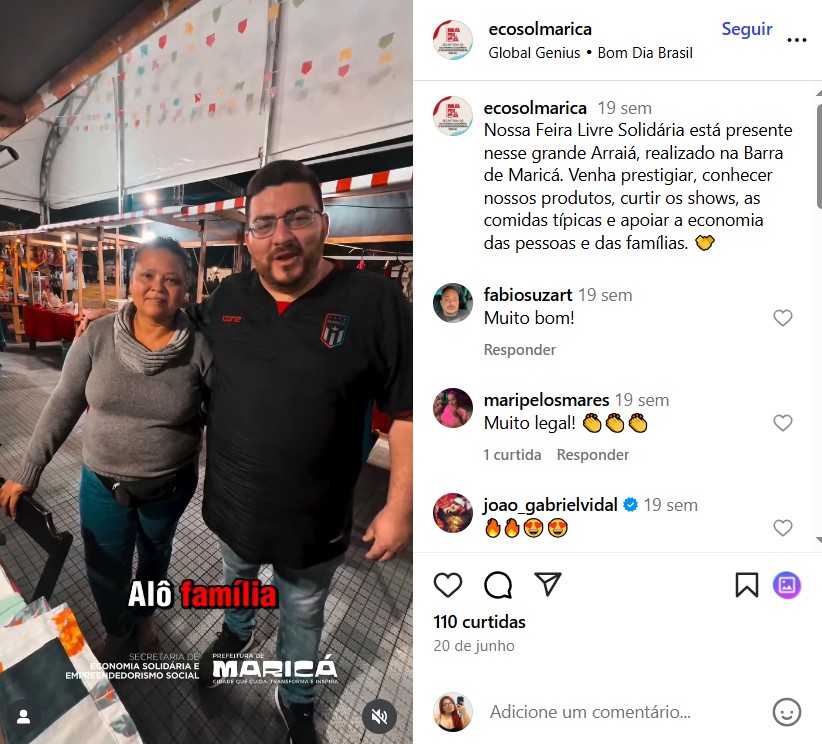 ecosolmarica
Seguir
Global Genius • Bom Dia Brasil
ecosolmarica 19 sem
Nossa Feira Livre Solidária está presente
nesse grande Arraiá, realizado na Barra
de Maricá. Venha prestigiar, conhecer
nossos produtos, curtir os shows, as
comidas típicas e apoiar a economia
das pessoas e das famílias. 🤝
fabiosuzart 19 sem
Muito bom!
Responder
maripelosmares 19 sem
Muito legal! 👏👏👏
1 curtida Responder
joao_gabrielvidal 19 sem
🔥🔥😍😍
110 curtidas
20 de junho
Adicione um comentário...
Alô família
SECRETARIA DE
ECONOMIA SOLIDÁRIA E
EMPREENDEDORISMO SOCIAL
PREFEITURA DE
MARICÁ
CIDADE QUE CUIDA, TRANSFORMA E INSPIRA